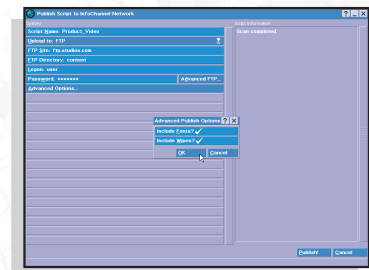 Publish Script to InfoChannel Network
Options
Script Information
Script Name: Product_Video
Scan completed.
Upload to: FTP
FTP Site: ftp.studios.com
FTP Directory: content
Logon: user
Password: *******
Advanced FTP...
Advanced Options...
Advanced Publish Options
Include Fonts?
Include Wipes?
OK
Cancel
Publish!
Cancel